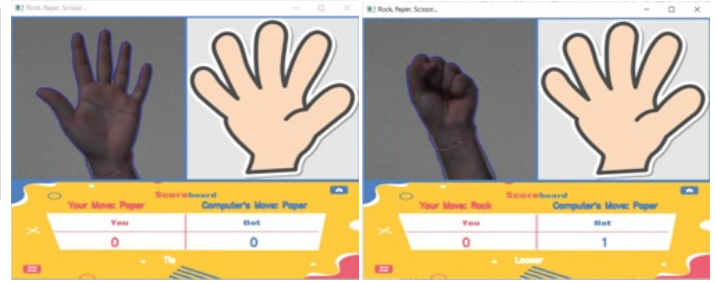 Rock, Paper, Scissor...
Scoreboard
Your Move: Paper
Computer's Move: Paper
You
Bot
0
0
Tie
Rock, Paper, Scissor...
Scoreboard
Your Move: Rock
Computer's Move: Paper
You
Bot
0
1
Looser